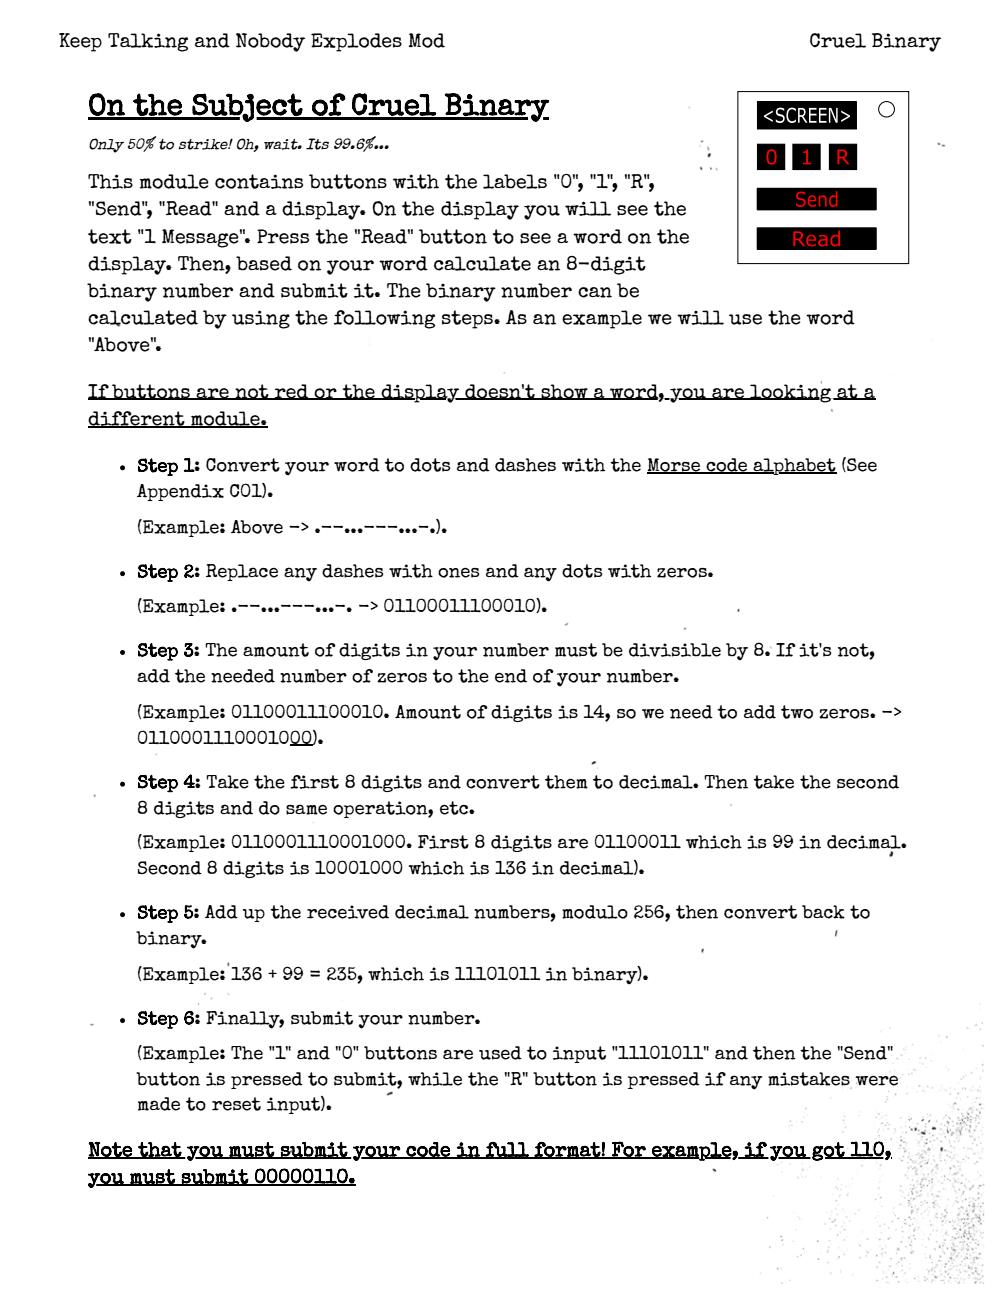 Keep Talking and Nobody Explodes Mod
Cruel Binary
On the Subject of Cruel Binary
<SCREEN>
0 1 R
Send
Read
Only 50% to strike! Oh, wait. Its 99.6%...
This module contains buttons with the labels "0", "1", "R",
"Send", "Read" and a display. On the display you will see the
text "1 Message". Press the "Read" button to see a word on the
display. Then, based on your word calculate an 8-digit
binary number and submit it. The binary number can be
calculated by using the following steps. As an example we will use the word
"Above".
If buttons are not red or the display doesn't show a word, you are looking at a
different module.
• Step 1: Convert your word to dots and dashes with the Morse code alphabet (See
Appendix C01).
(Example: Above -> .--...---...-.).
• Step 2: Replace any dashes with ones and any dots with zeros.
(Example: .--...---...-. -> 01100011100010).
• Step 3: The amount of digits in your number must be divisible by 8. If it's not,
add the needed number of zeros to the end of your number.
(Example: 01100011100010. Amount of digits is 14, so we need to add two zeros. ->
0110001110001000).
• Step 4: Take the first 8 digits and convert them to decimal. Then take the second
8 digits and do same operation, etc.
(Example: 0110001110001000. First 8 digits are 01100011 which is 99 in decimal.
Second 8 digits is 10001000 which is 136 in decimal).
• Step 5: Add up the received decimal numbers, modulo 256, then convert back to
binary.
(Example: 136 + 99 = 235, which is 11101011 in binary).
• Step 6: Finally, submit your number.
(Example: The "1" and "0" buttons are used to input "11101011" and then the "Send"
button is pressed to submit, while the "R" button is pressed if any mistakes were
made to reset input).
Note that you must submit your code in full format! For example, if you got 110,
you must submit 00000110.